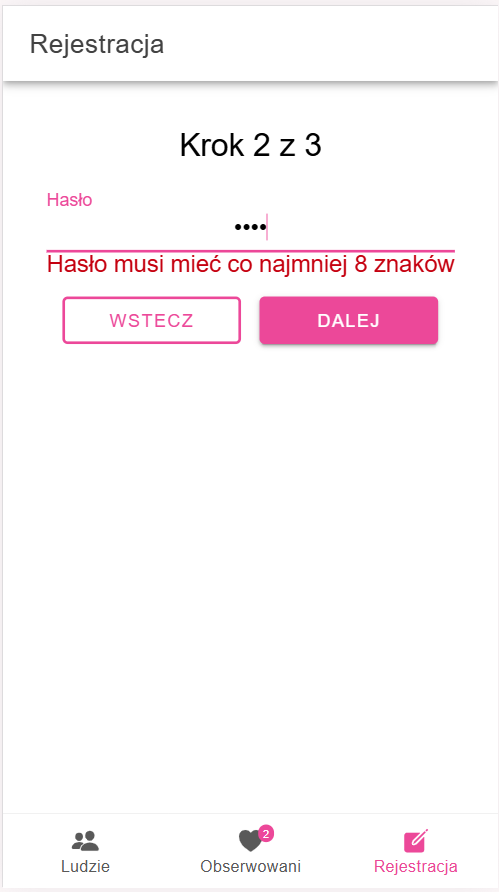 Rejestracja
Krok 2 z 3
Hasło
••••
Hasło musi mieć co najmniej 8 znaków
WSTECZ DALEJ
2
Ludzie Obserwowani Rejestracja